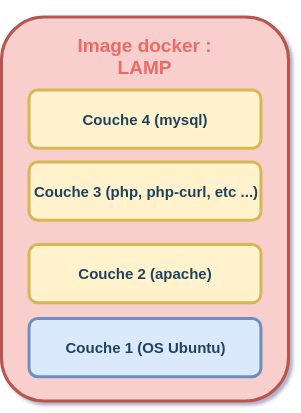 Image docker :
LAMP
Couche 4 (mysql)
Couche 3 (php, php-curl, etc ...)
Couche 2 (apache)
Couche 1 (OS Ubuntu)